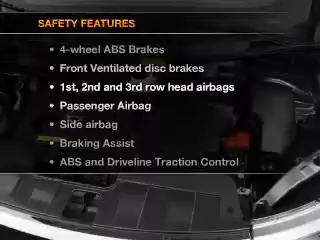 SAFETY FEATURES
• 4-wheel ABS Brakes
• Front Ventilated disc brakes
• 1st, 2nd and 3rd row head airbags
• Passenger Airbag
• Side airbag
• Braking Assist
• ABS and Driveline Traction Control